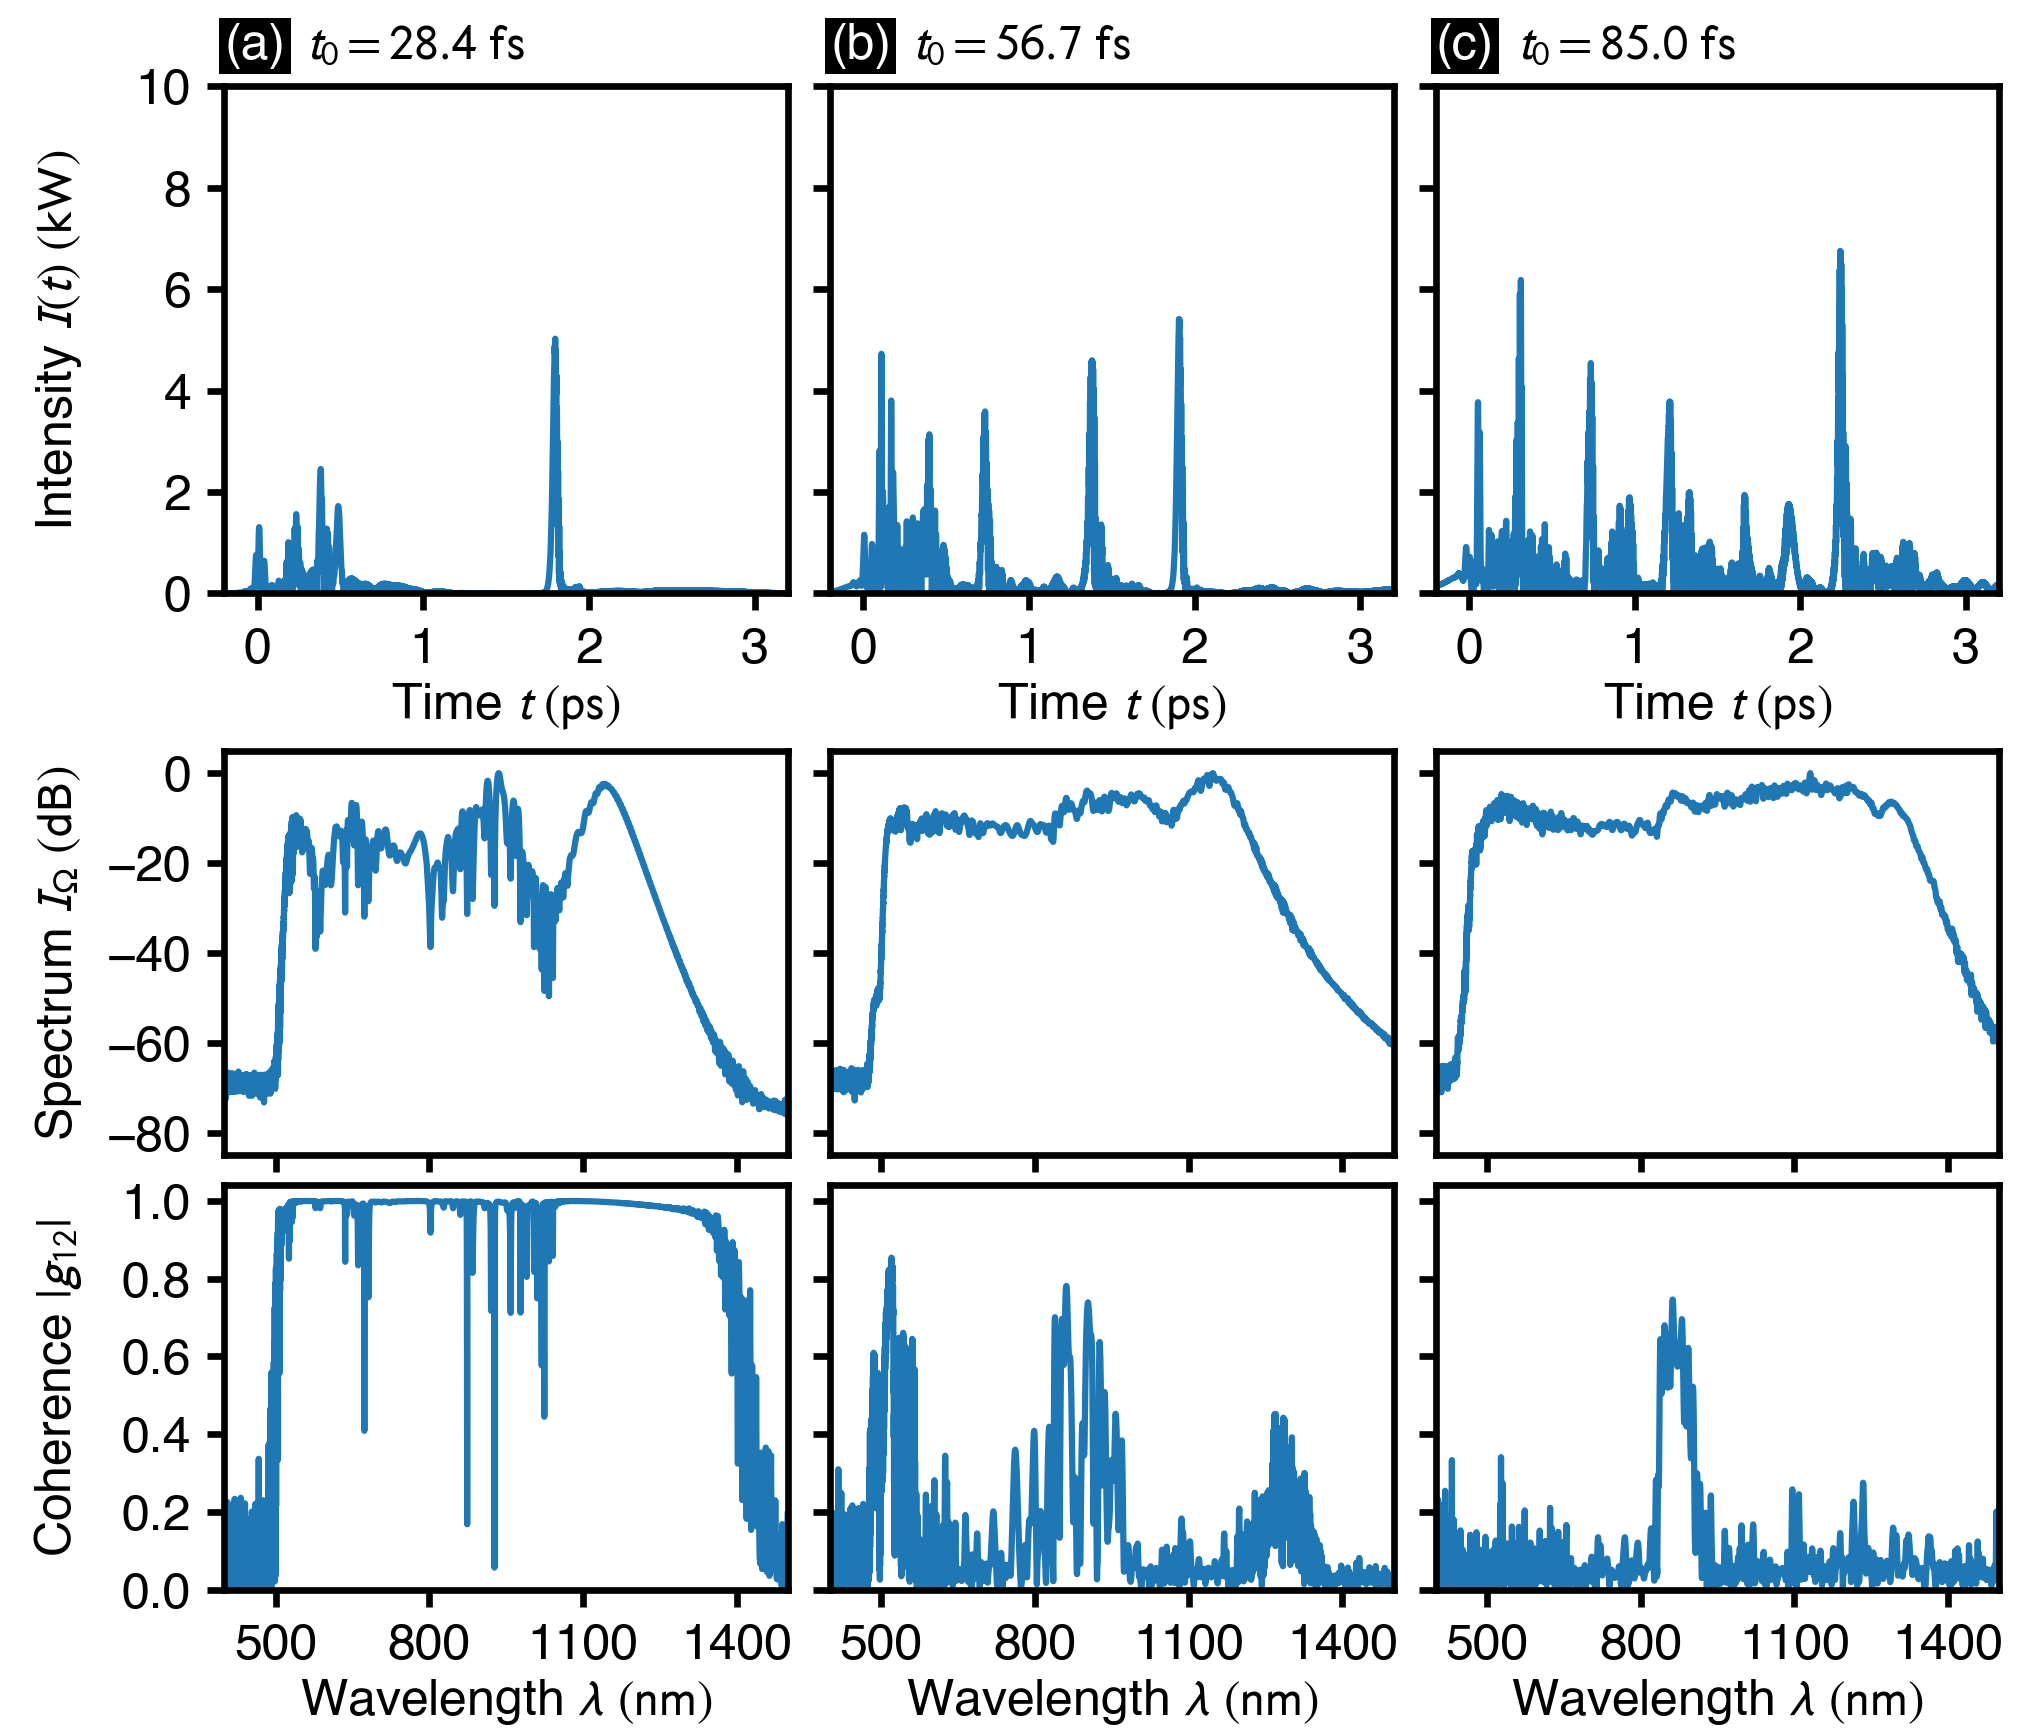 (a) t₀ = 28.4 fs
(b) t₀ = 56.7 fs
(c) t₀ = 85.0 fs
Intensity I(t) (kW)
10
8
6
4
2
0
0 1 2 3
0 1 2 3
0 1 2 3
Time t (ps)
Time t (ps)
Time t (ps)
Spectrum I_Ω (dB)
0
−20
−40
−60
−80
Coherence |g₁₂|
1.0
0.8
0.6
0.4
0.2
0.0
500 800 1100 1400
500 800 1100 1400
500 800 1100 1400
Wavelength λ (nm)
Wavelength λ (nm)
Wavelength λ (nm)